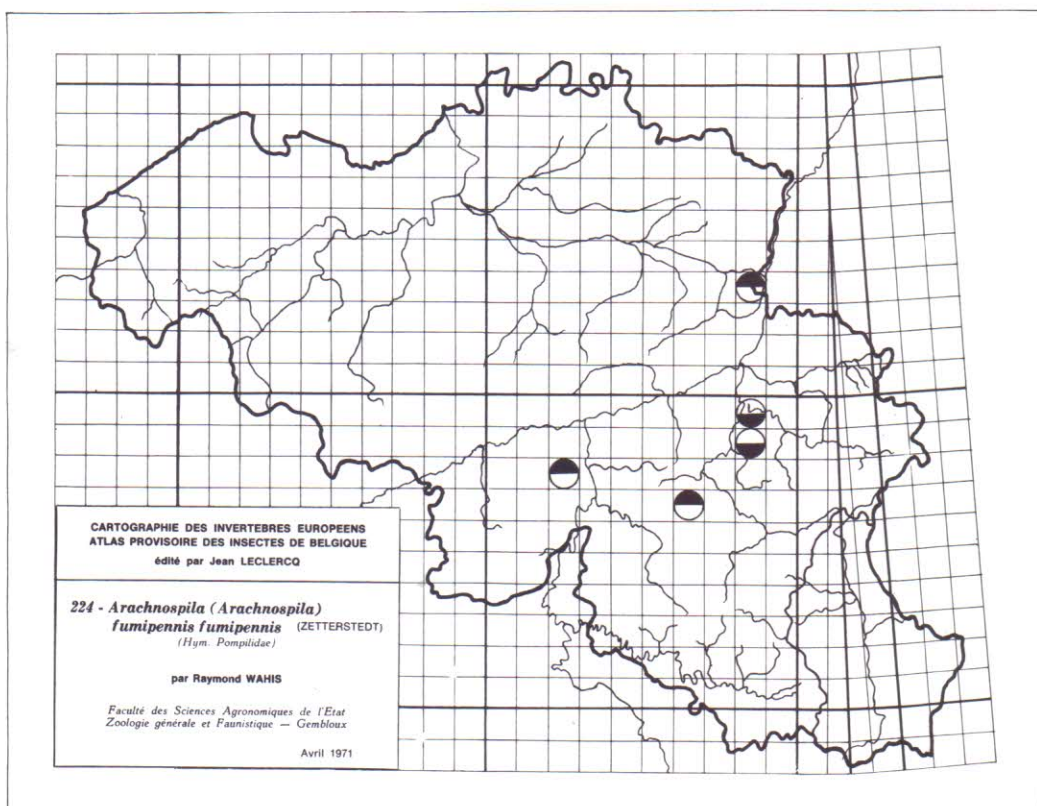 CARTOGRAPHIE DES INVERTEBRES EUROPEENS
ATLAS PROVISOIRE DES INSECTES DE BELGIQUE
édité par Jean LECLERCQ
224 - Arachnospila (Arachnospila)
fumipennis fumipennis (ZETTERSTEDT)
(Hym. Pompilidae)
par Raymond WAHIS
Faculté des Sciences Agronomiques de l'Etat
Zoologie générale et Faunistique — Gembloux
Avril 1971